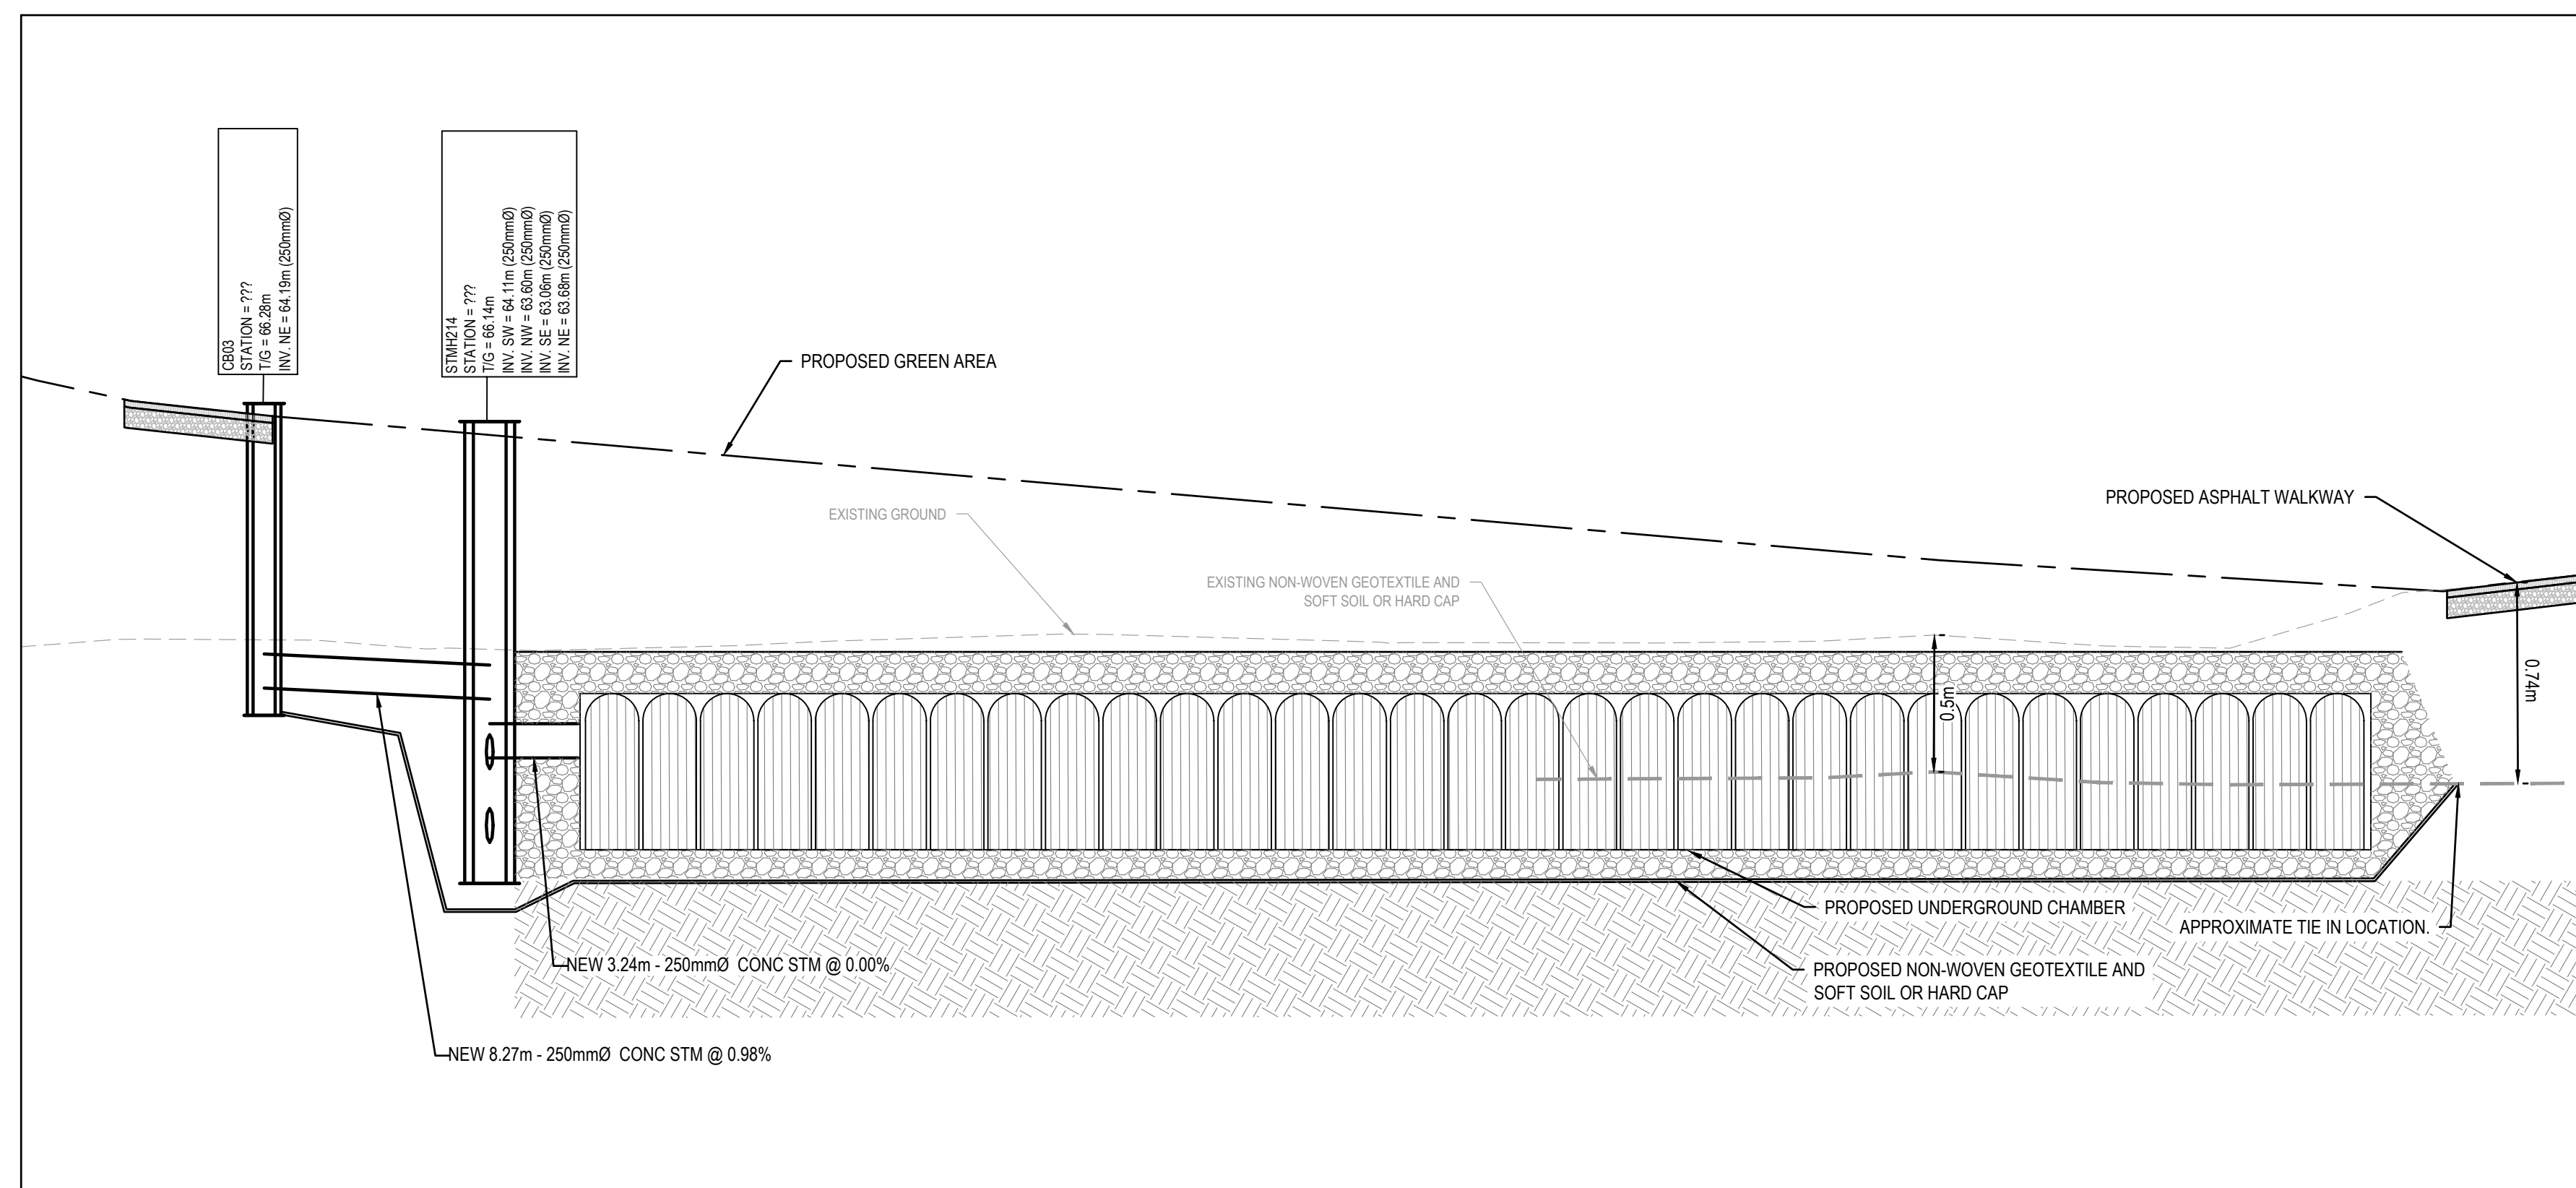 CB03
STATION = ???
T/G = 66.28m
INV. NE = 64.19m (250mmØ)
STMH214
STATION = ???
T/G = 66.14m
INV. SW = 64.11m (250mmØ)
INV. NW = 63.60m (250mmØ)
INV. SE = 63.06m (250mmØ)
INV. NE = 63.68m (250mmØ)
PROPOSED GREEN AREA
EXISTING GROUND
PROPOSED ASPHALT WALKWAY
EXISTING NON-WOVEN GEOTEXTILE AND
SOFT SOIL OR HARD CAP
0.5m
0.74m
PROPOSED UNDERGROUND CHAMBER
APPROXIMATE TIE IN LOCATION.
NEW 3.24m - 250mmØ CONC STM @ 0.00%
PROPOSED NON-WOVEN GEOTEXTILE AND
SOFT SOIL OR HARD CAP
NEW 8.27m - 250mmØ CONC STM @ 0.98%